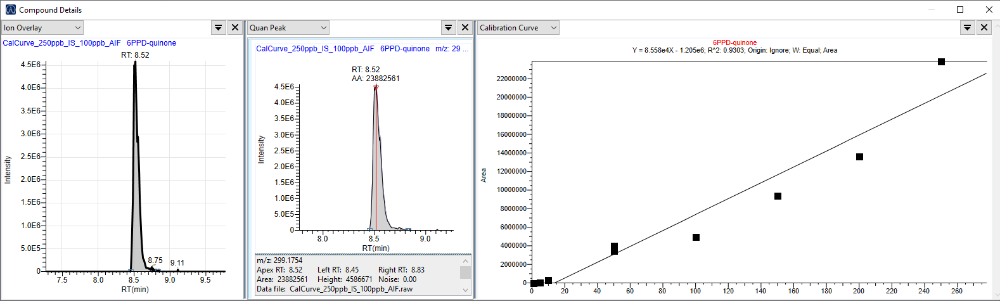 Compound Details
Ion Overlay
Quan Peak
Calibration Curve
CalCurve_250ppb_IS_100ppb_AIF 6PPD-quinone
RT: 8.52
4.5E6
4.0E6
3.5E6
3.0E6
2.5E6
2.0E6
1.5E6
1.0E6
5.0E5
0
Intensity
8.75
9.11
7.5 8.0 8.5 9.0 9.5
RT(min)
CalCurve_250ppb_IS_100ppb_AIF 6PPD-quinone m/z: 29 ...
RT: 8.52
AA: 23882561
4.5E6
4.0E6
3.5E6
3.0E6
2.5E6
2.0E6
1.5E6
1.0E6
5.0E5
0
Intensity
8.0 8.5 9.0
RT(min)
m/z: 299.1754
Apex RT: 8.52 Left RT: 8.45 Right RT: 8.83
Area: 23882561 Height: 4586671 Noise: 0.00
Data file: CalCurve_250ppb_IS_100ppb_AIF.raw
6PPD-quinone
Y = 8.558e4X - 1.205e6; R^2: 0.9303; Origin: Ignore; W: Equal; Area
22000000
20000000
18000000
16000000
14000000
12000000
10000000
8000000
6000000
4000000
2000000
0
Area
0 20 40 60 80 100 120 140 160 180 200 220 240 260